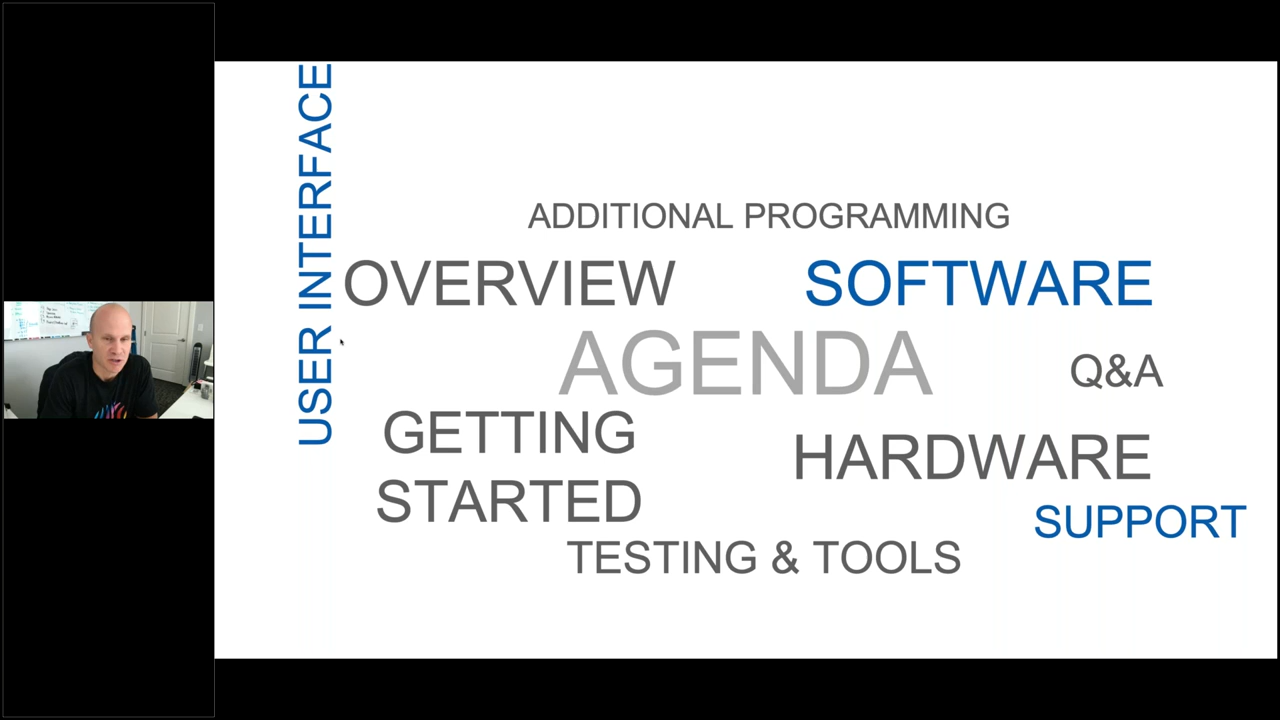 USER INTERFACE
ADDITIONAL PROGRAMMING
OVERVIEW
SOFTWARE
AGENDA
Q&A
GETTING
STARTED
HARDWARE
SUPPORT
TESTING & TOOLS